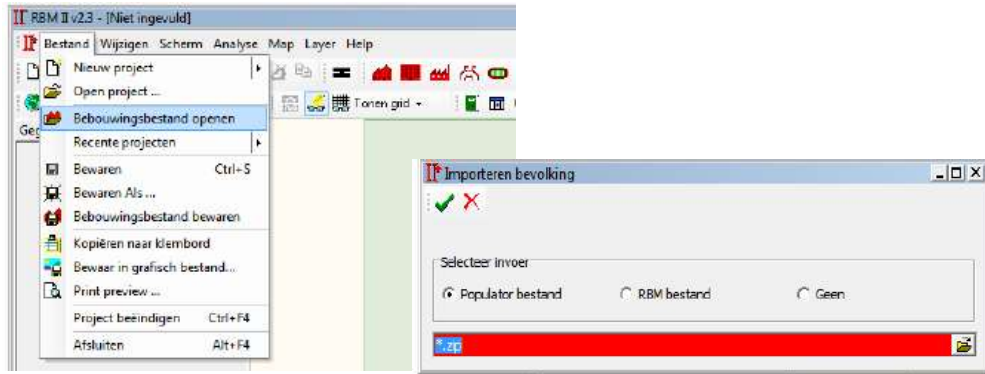 RBM II v2.3 - [Niet ingevuld]
Bestand Wijzigen Scherm Analyse Map Layer Help
Nieuw project
Open project ...
Tonen grid
Bebouwingsbestand openen
Recente projecten
Bewaren Ctrl+S
Bewaren Als ...
Bebouwingsbestand bewaren
Kopiëren naar klembord
Bewaar in grafisch bestand...
Print preview ...
Project beëindigen Ctrl+F4
Afsluiten Alt+F4
Importeren bevolking
Selecteer invoer
Populator bestand RBM bestand Geen
*.zip